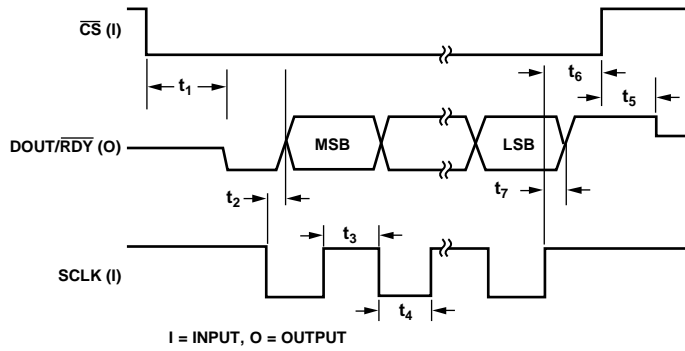 CS (I)
t6
t1
t5
DOUT/RDY (O)
MSB
LSB
t2
t7
t3
SCLK (I)
t4
I = INPUT, O = OUTPUT